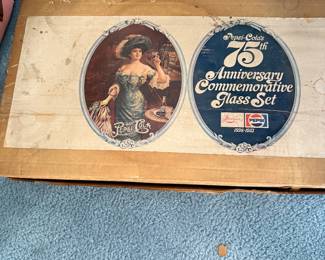 Pepsi-Cola's
75th
Anniversary
Commemorative
Glass Set
PEPSI
Pepsi Cola